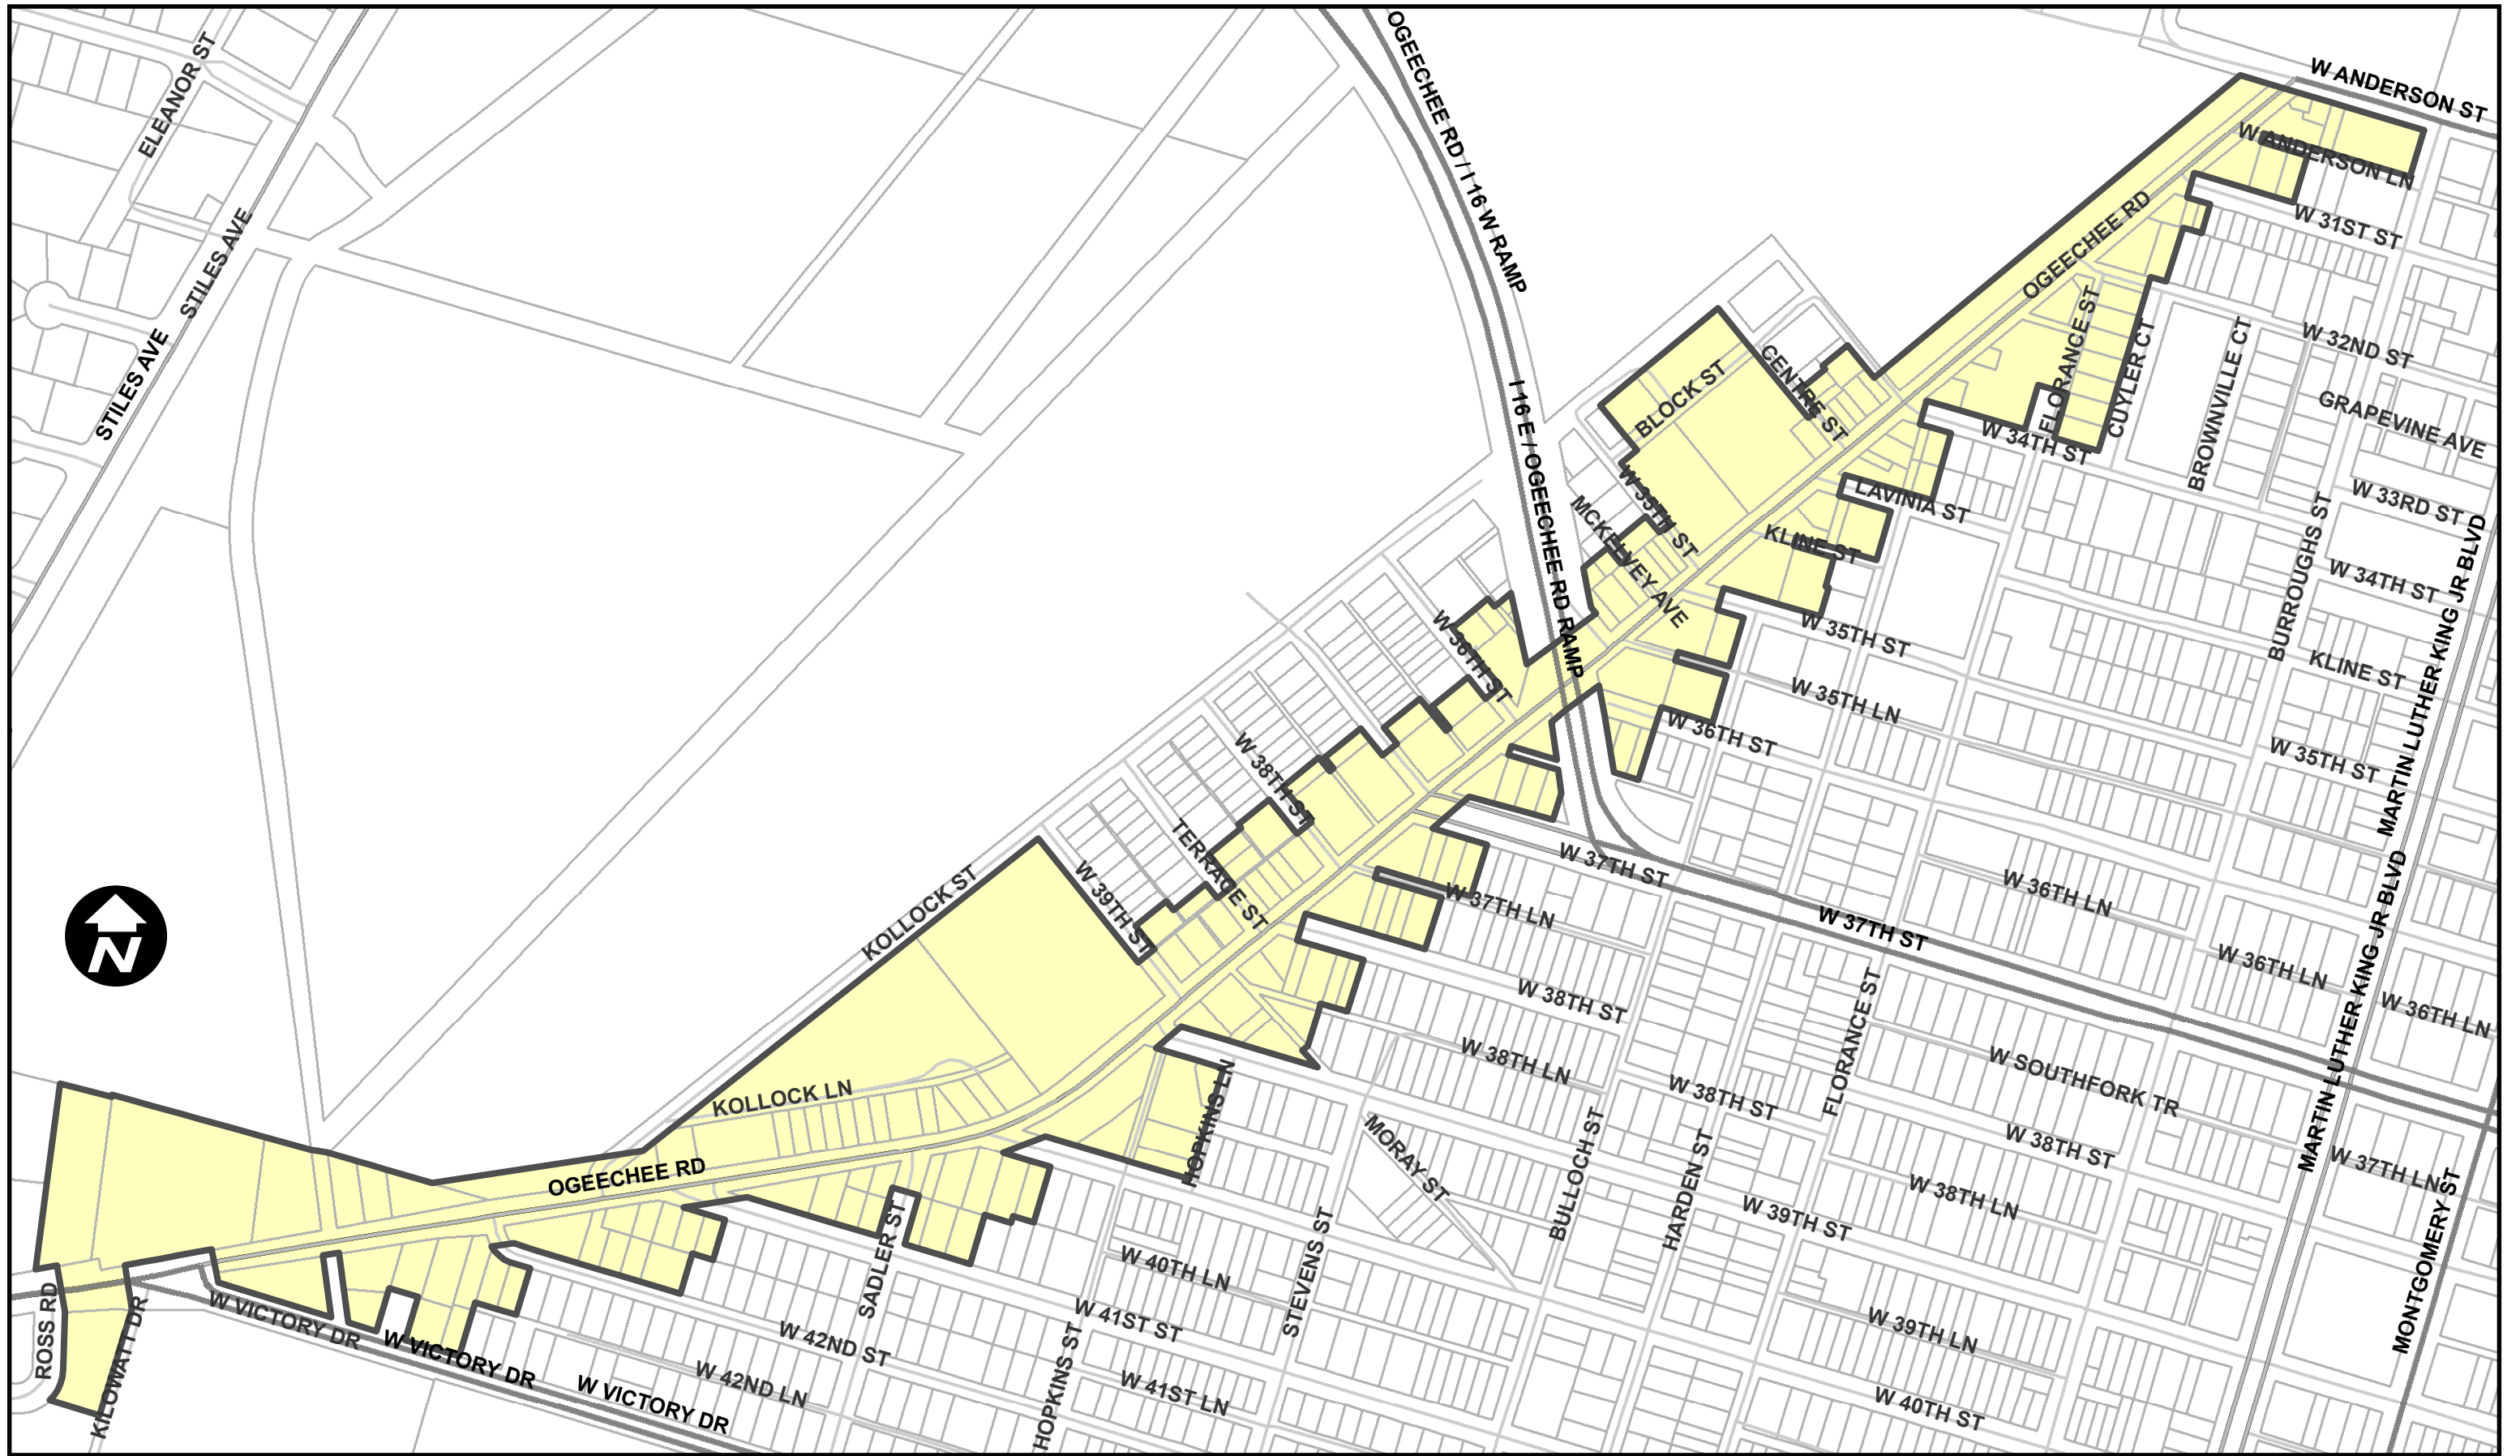 W ANDERSON ST
ELEANOR ST
OGEECHEE RD / I 16 W RAMP
W ANDERSON LN
STILES AVE
W 31ST ST
OGEECHEE RD
STILES AVE
FLORANCE ST
CUYLER CT
BROWNVILLE CT
W 32ND ST
CENTRE ST
BLOCK ST
I 16 E / OGEECHEE RD RAMP
GRAPEVINE AVE
W 34TH ST
LAVINIA ST
W 33RD ST
W 35TH ST
MCKELVEY AVE
KLINE ST
BURROUGHS ST
W 34TH ST
MARTIN LUTHER KING JR BLVD
W 36TH ST
W 35TH ST
KLINE ST
W 35TH LN
W 36TH ST
W 35TH ST
W 38TH ST
TERRACE ST
W 37TH ST
W 39TH ST
KOLLOCK ST
W 37TH LN
W 36TH LN
W 37TH ST
MARTIN LUTHER KING JR BLVD
W 36TH LN
N
W 38TH ST
W 36TH LN
FLORANCE ST
W 38TH LN
W SOUTHFORK TR
KOLLOCK LN
W 38TH ST
HOPKINS LN
MORAY ST
BULLOCH ST
HARDEN ST
W 38TH ST
W 37TH LN
OGEECHEE RD
W 38TH LN
W 39TH ST
SADLER ST
STEVENS ST
MONTGOMERY ST
W 40TH LN
ROSS RD
KILOWATT DR
W VICTORY DR
W VICTORY DR
W 41ST ST
W 42ND ST
W 39TH LN
W 42ND LN
W VICTORY DR
HOPKINS ST
W 41ST LN
W 40TH ST